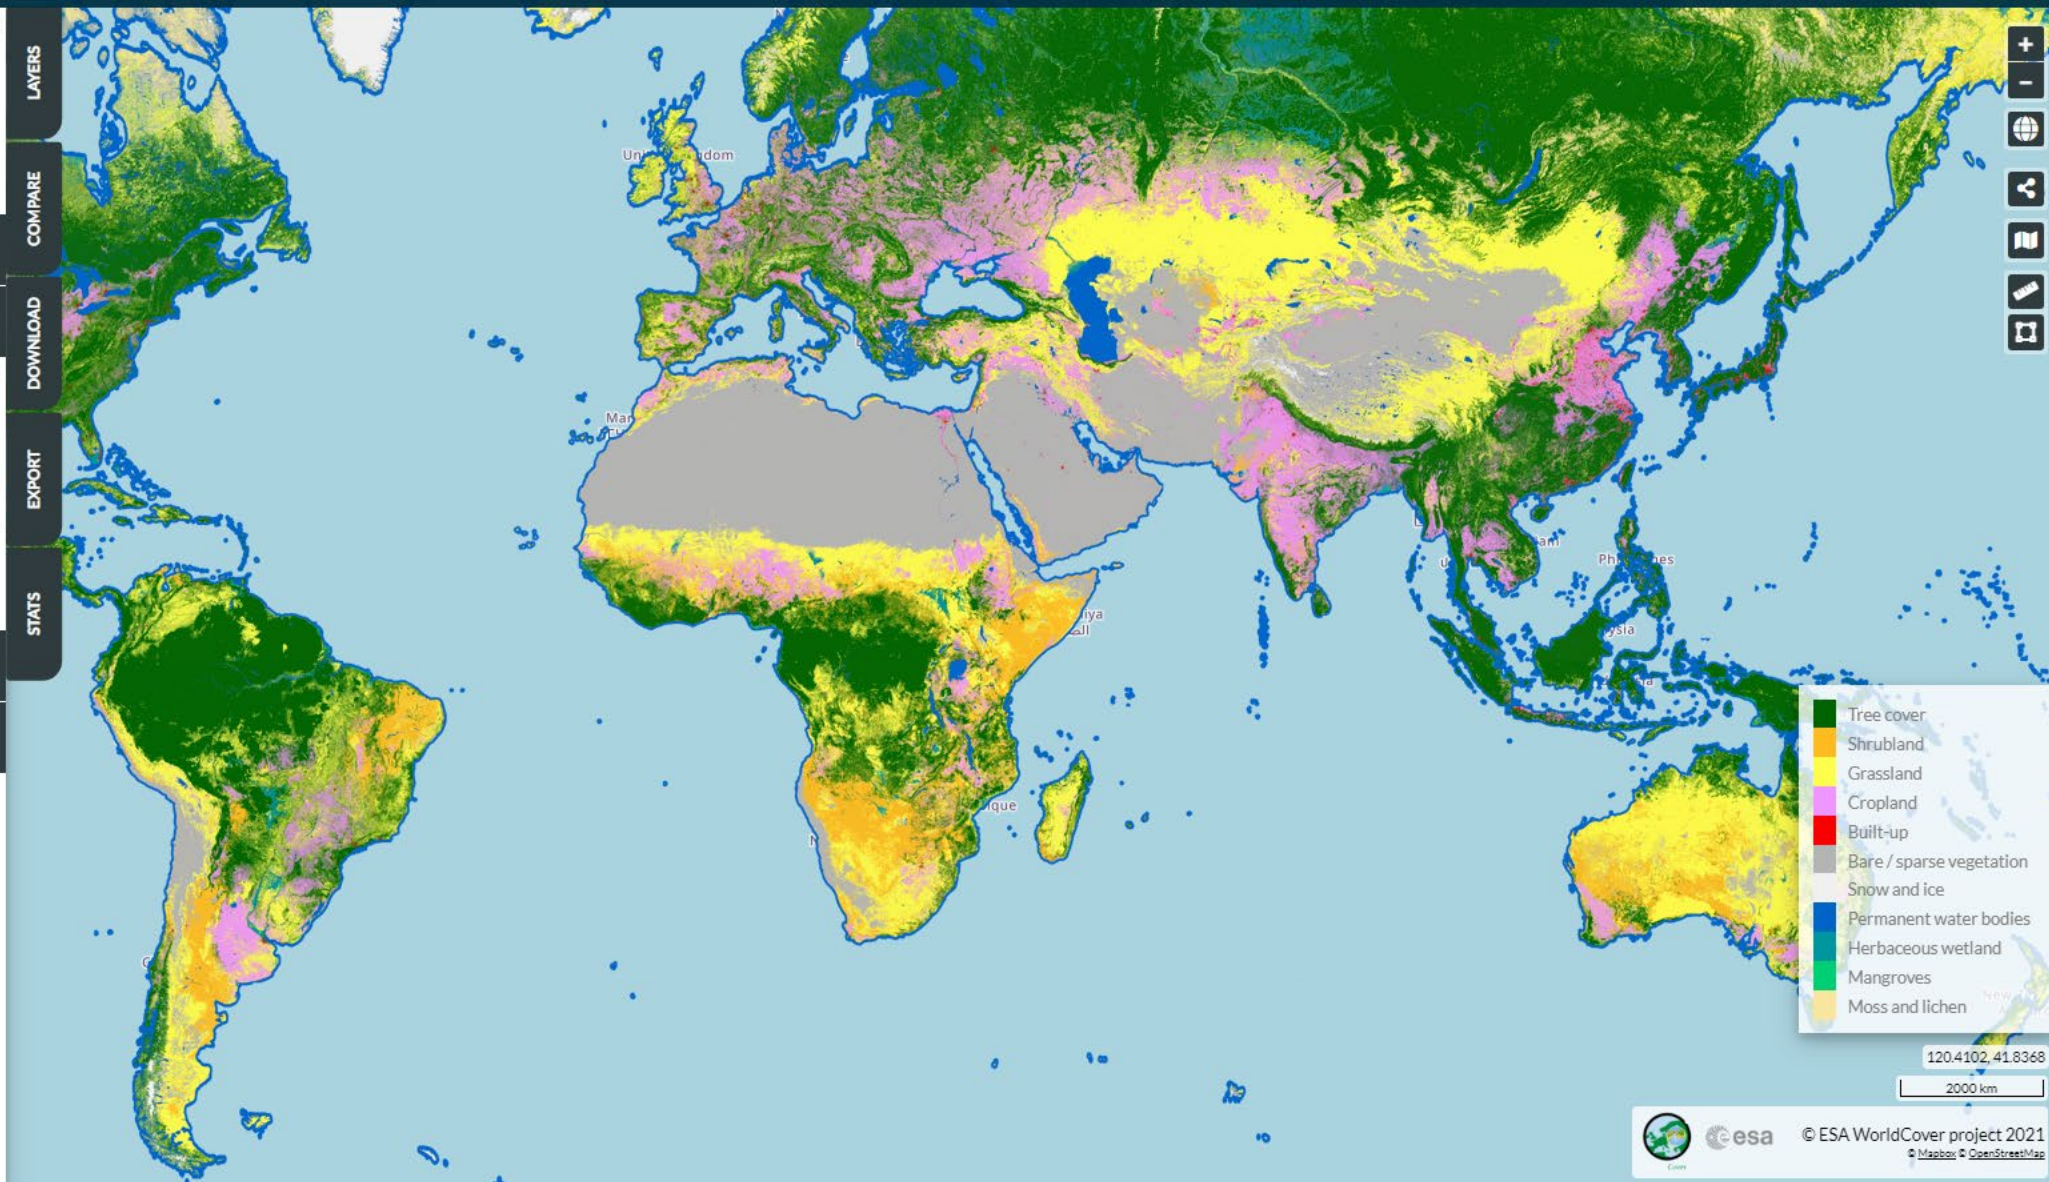 LAYERS
COMPARE
DOWNLOAD
EXPORT
STATS
Tree cover
Shrubland
Grassland
Cropland
Built-up
Bare / sparse vegetation
Snow and ice
Permanent water bodies
Herbaceous wetland
Mangroves
Moss and lichen
120.4102, 41.8368
2000 km
esa
© ESA WorldCover project 2021
© Mapbox © OpenStreetMap